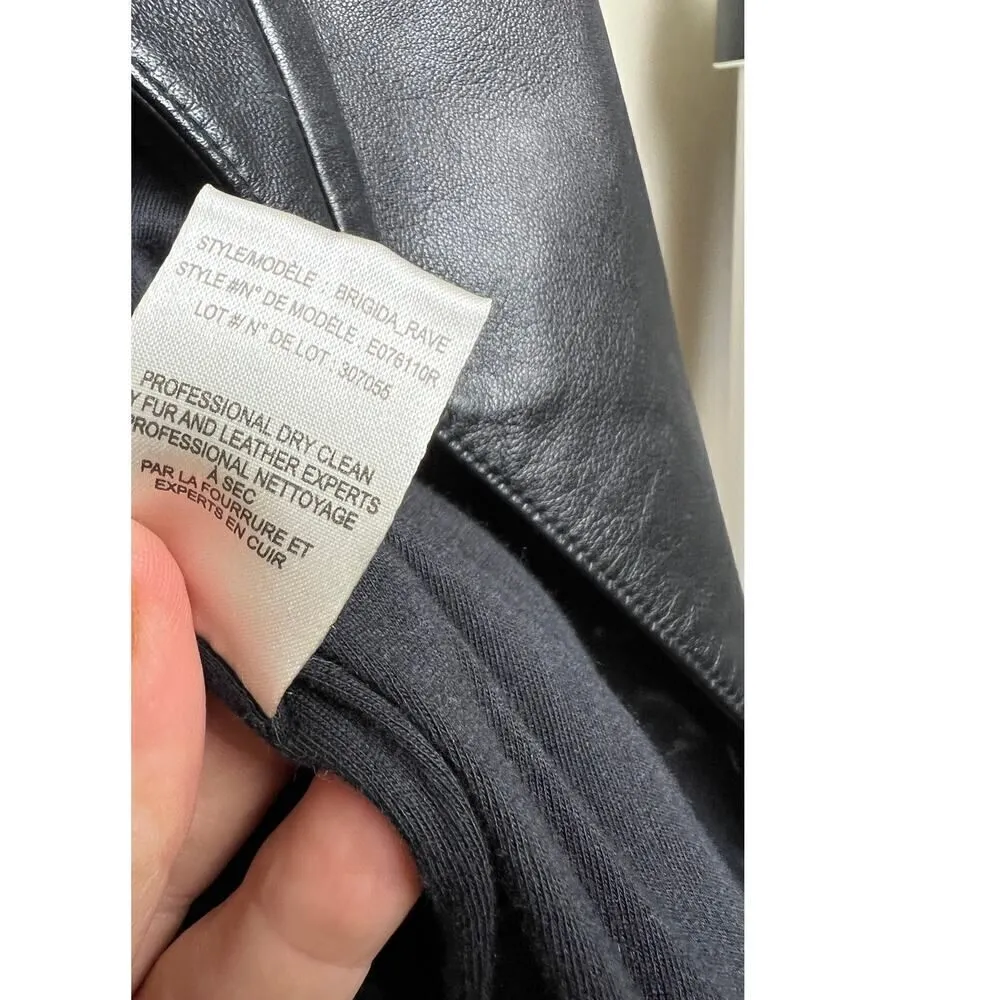 STYLE/MODÈLE : BRIGIDA_RAVE
STYLE #/N° DE MODÈLE : E076110R
LOT #/ N° DE LOT : 307055
PROFESSIONAL DRY CLEAN
Y FUR AND LEATHER EXPERTS
PROFESSIONAL NETTOYAGE
À SEC
PAR LA FOURRURE ET
EXPERTS EN CUIR